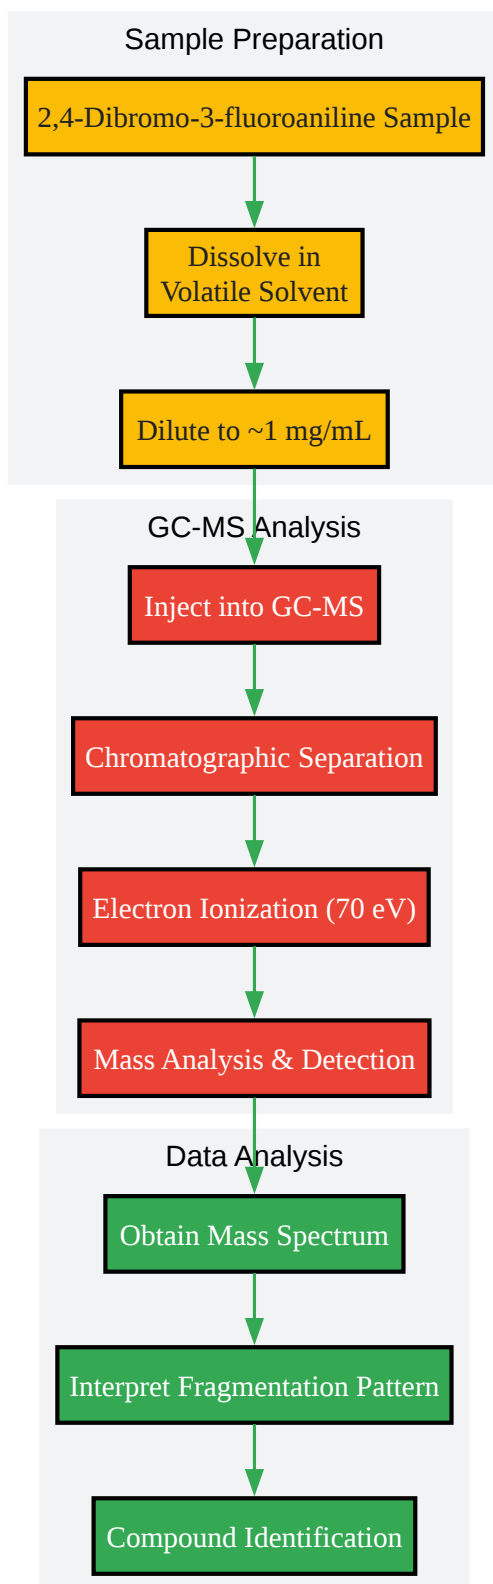 Sample Preparation
2,4-Dibromo-3-fluoroaniline Sample
Dissolve in
Volatile Solvent
Dilute to ~1 mg/mL
GC-MS Analysis
Inject into GC-MS
Chromatographic Separation
Electron Ionization (70 eV)
Mass Analysis & Detection
Data Analysis
Obtain Mass Spectrum
Interpret Fragmentation Pattern
Compound Identification